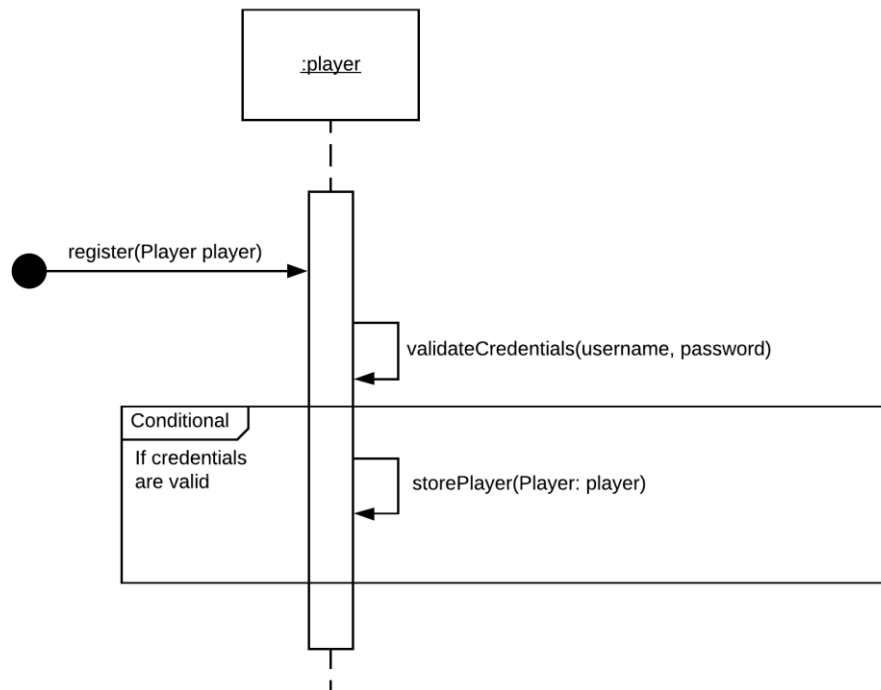 :player
register(Player player)
validateCredentials(username, password)
Conditional
If credentials
are valid
storePlayer(Player: player)